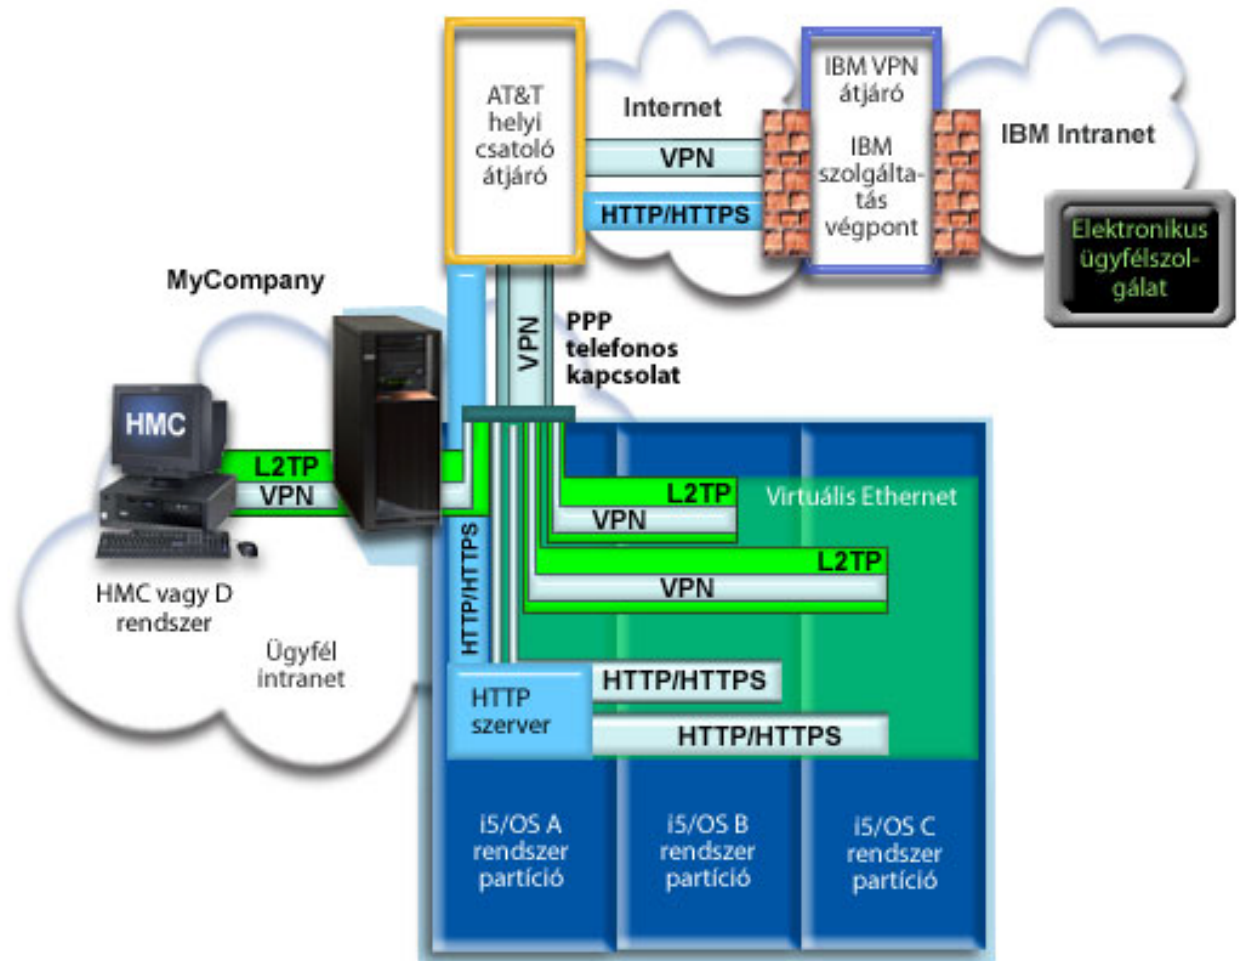 AT&T
helyi
csatoló
átjáró
Internet
VPN
HTTP/HTTPS
IBM VPN
átjáró
IBM
szolgálta-
tás
végpont
IBM Intranet
Elektronikus
ügyfélszol-
gálat
MyCompany
VPN
PPP
telefonos
kapcsolat
HMC
L2TP
VPN
HMC vagy D
rendszer
Ügyfél
intranet
HTTP/HTTPS
L2TP
VPN
Virtuális Ethernet
L2TP
VPN
HTTP
szerver
HTTP/HTTPS
HTTP/HTTPS
i5/OS A
rendszer
partíció
i5/OS B
rendszer
partíció
i5/OS C
rendszer
partíció